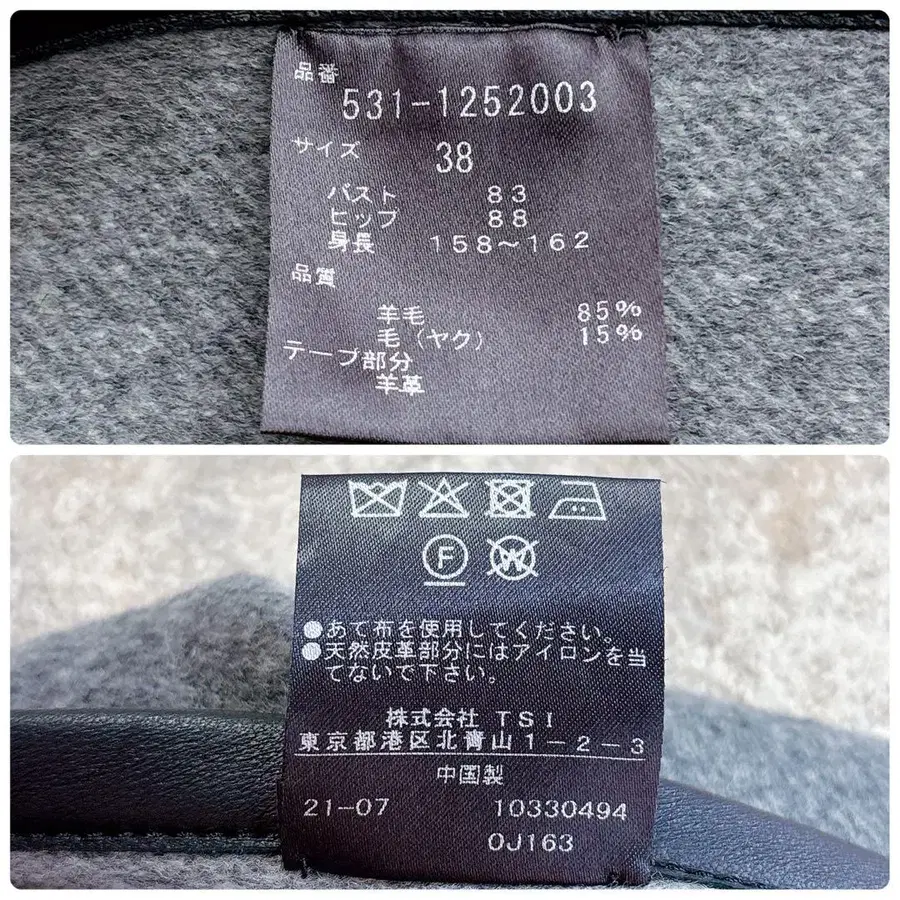 品番
531-1252003
サイズ 38
バスト 83
ヒップ 88
身長 158～162
品質
羊毛 85%
毛(ヤク) 15%
テープ部分
羊革
F W
●あて布を使用してください。
●天然皮革部分にはアイロンを当
てないで下さい。
株式会社 TSI
東京都港区北青山1-2-3
中国製
21-07 10330494
0J163